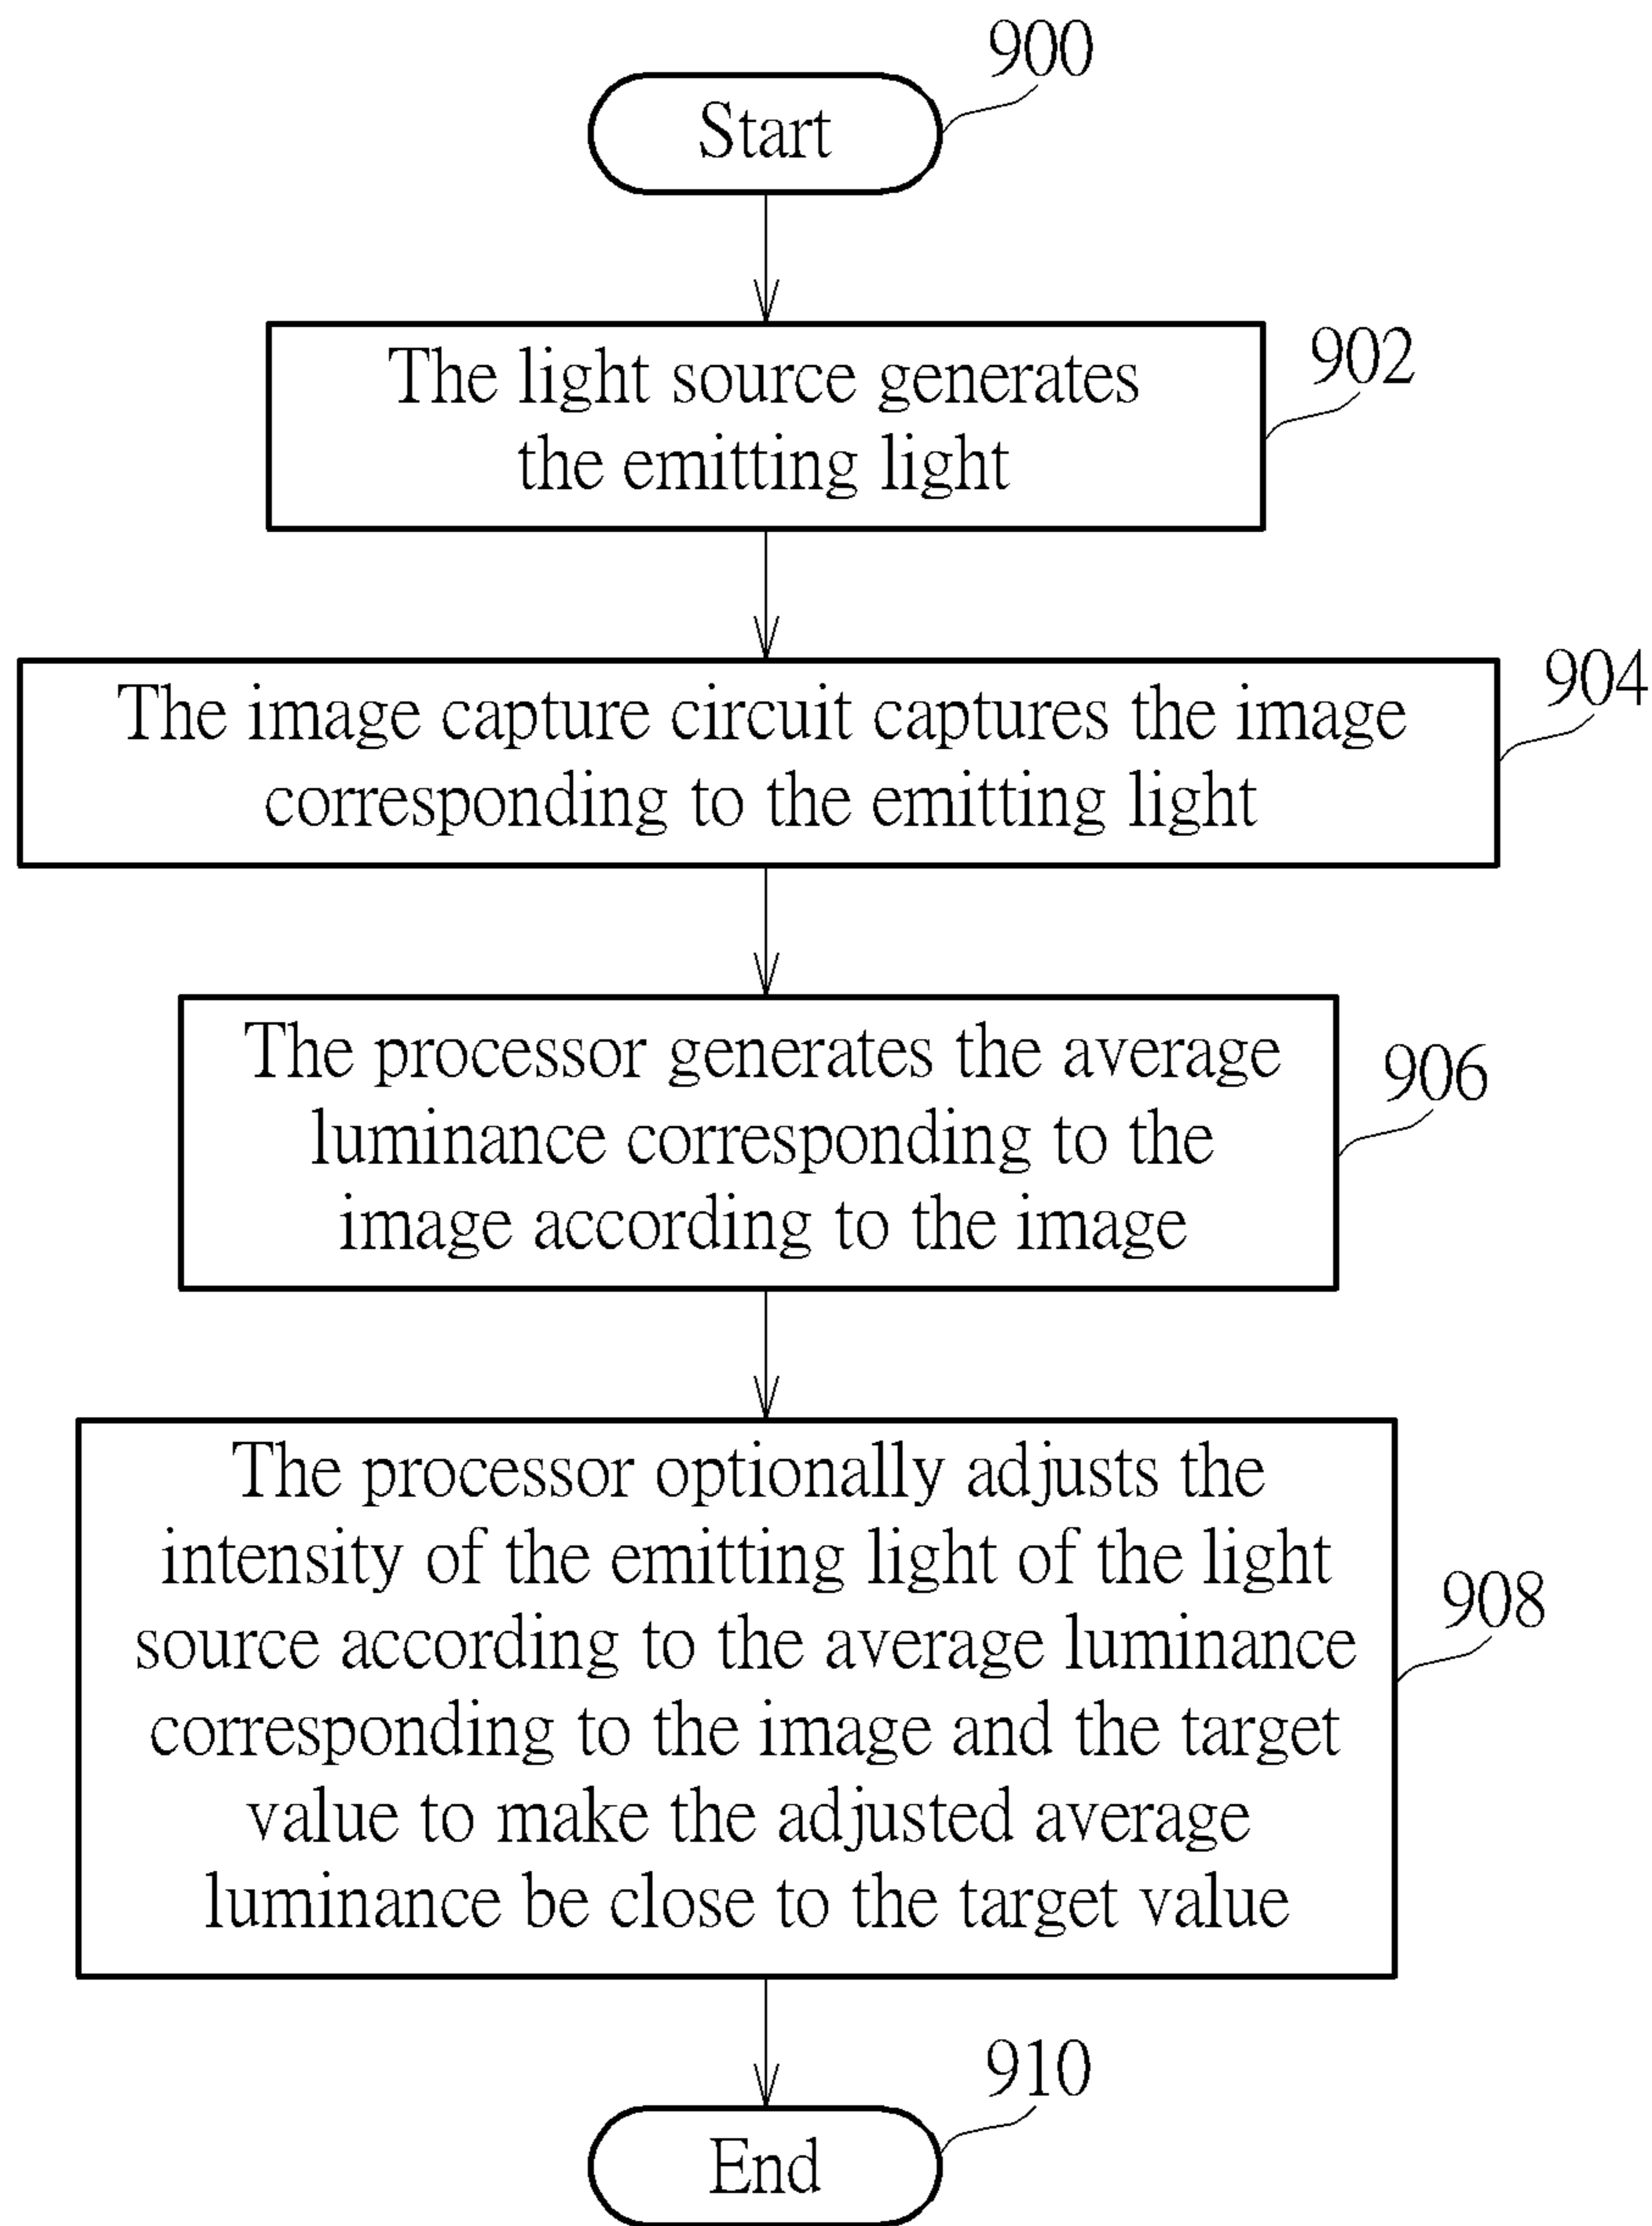 900
Start
902
The light source generates
the emitting light
904
The image capture circuit captures the image
corresponding to the emitting light
906
The processor generates the average
luminance corresponding to the
image according to the image
908
The processor optionally adjusts the
intensity of the emitting light of the light
source according to the average luminance
corresponding to the image and the target
value to make the adjusted average
luminance be close to the target value
910
End